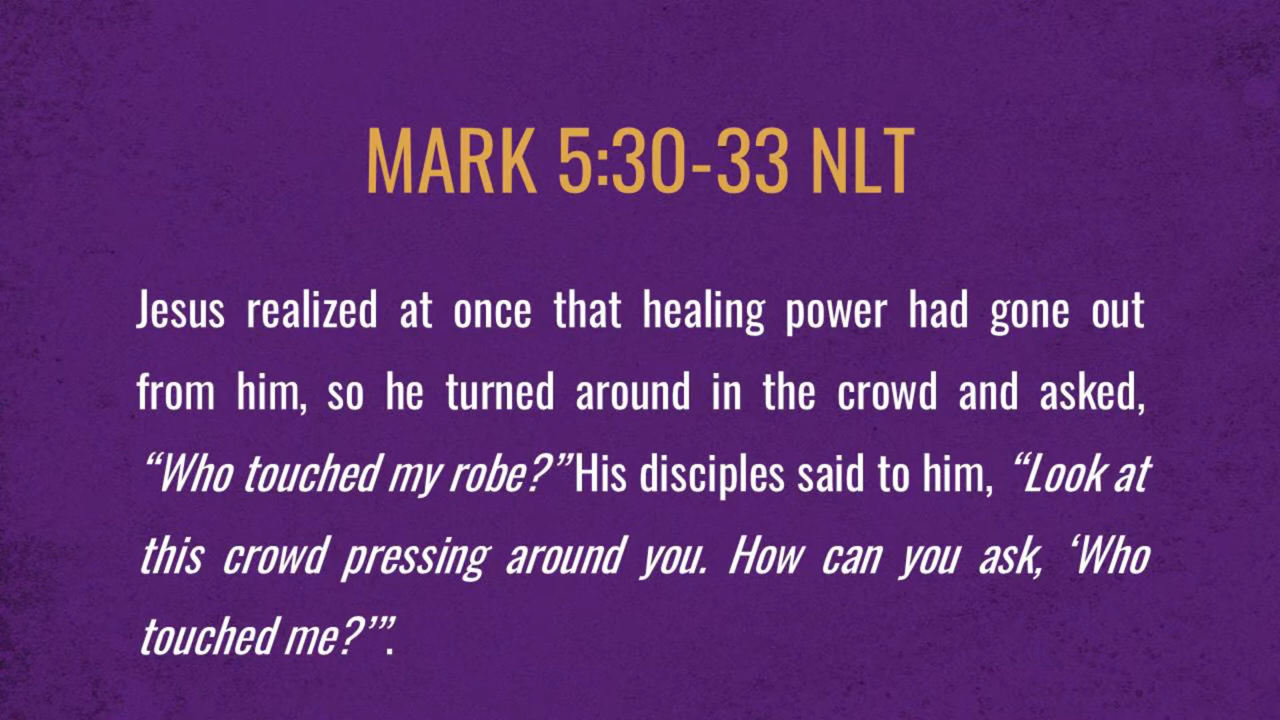 MARK 5:30-33 NLT
Jesus realized at once that healing power had gone out
from him, so he turned around in the crowd and asked,
“Who touched my robe?”His disciples said to him, “Look at
this crowd pressing around you. How can you ask, ‘Who
touched me?’”.